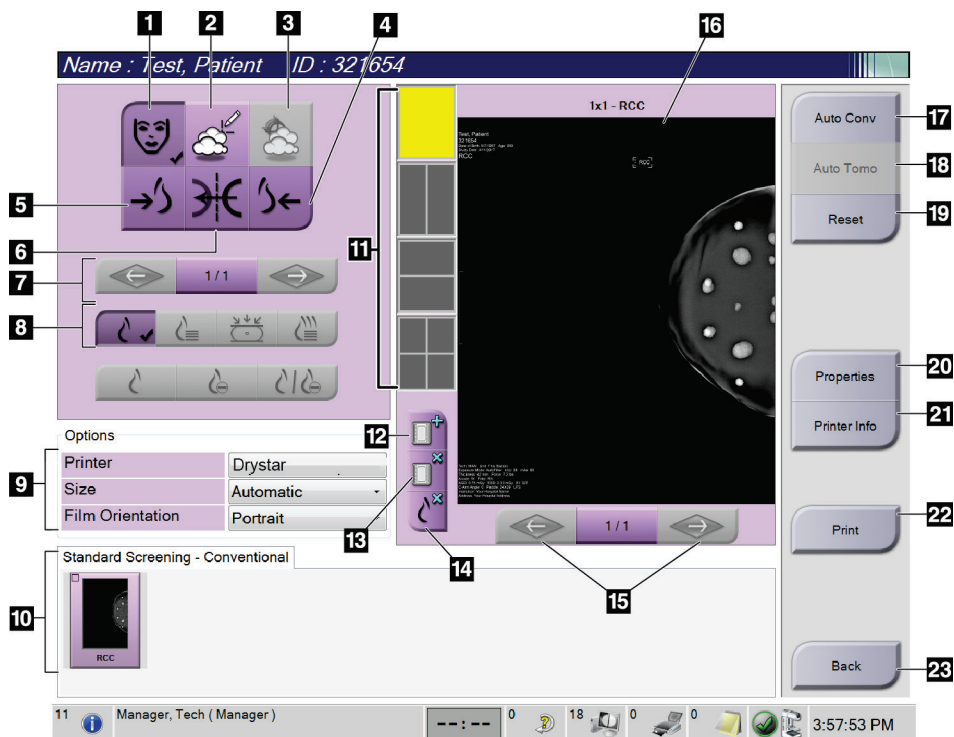 1 2 3 4 16
Name : Test, Patient ID : 321654
1x1 - RCC
Test, Patient
321654
RCC
RCC
Auto Conv 17
Auto Tomo 18
Reset 19
5
6
11
7 1 / 1
8
Properties 20
Printer Info 21
12
Options
9
Printer Drystar
Size Automatic
Film Orientation Portrait
13
14
1 / 1
15
Print 22
Standard Screening - Conventional
10
RCC
Back 23
11 Manager, Tech ( Manager ) --:-- 0 18 0 0 3:57:53 PM